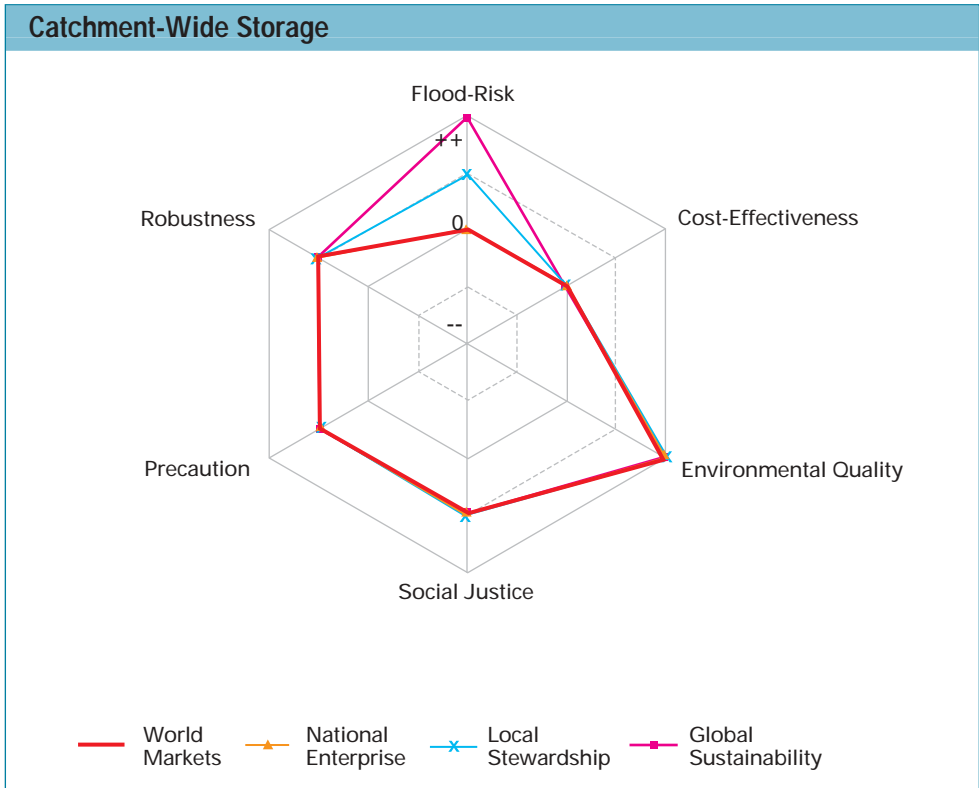 Catchment-Wide Storage
Flood-Risk
++
Robustness
0
Cost-Effectiveness
--
Precaution
Environmental Quality
Social Justice
World
Markets
National
Enterprise
Local
Stewardship
Global
Sustainability